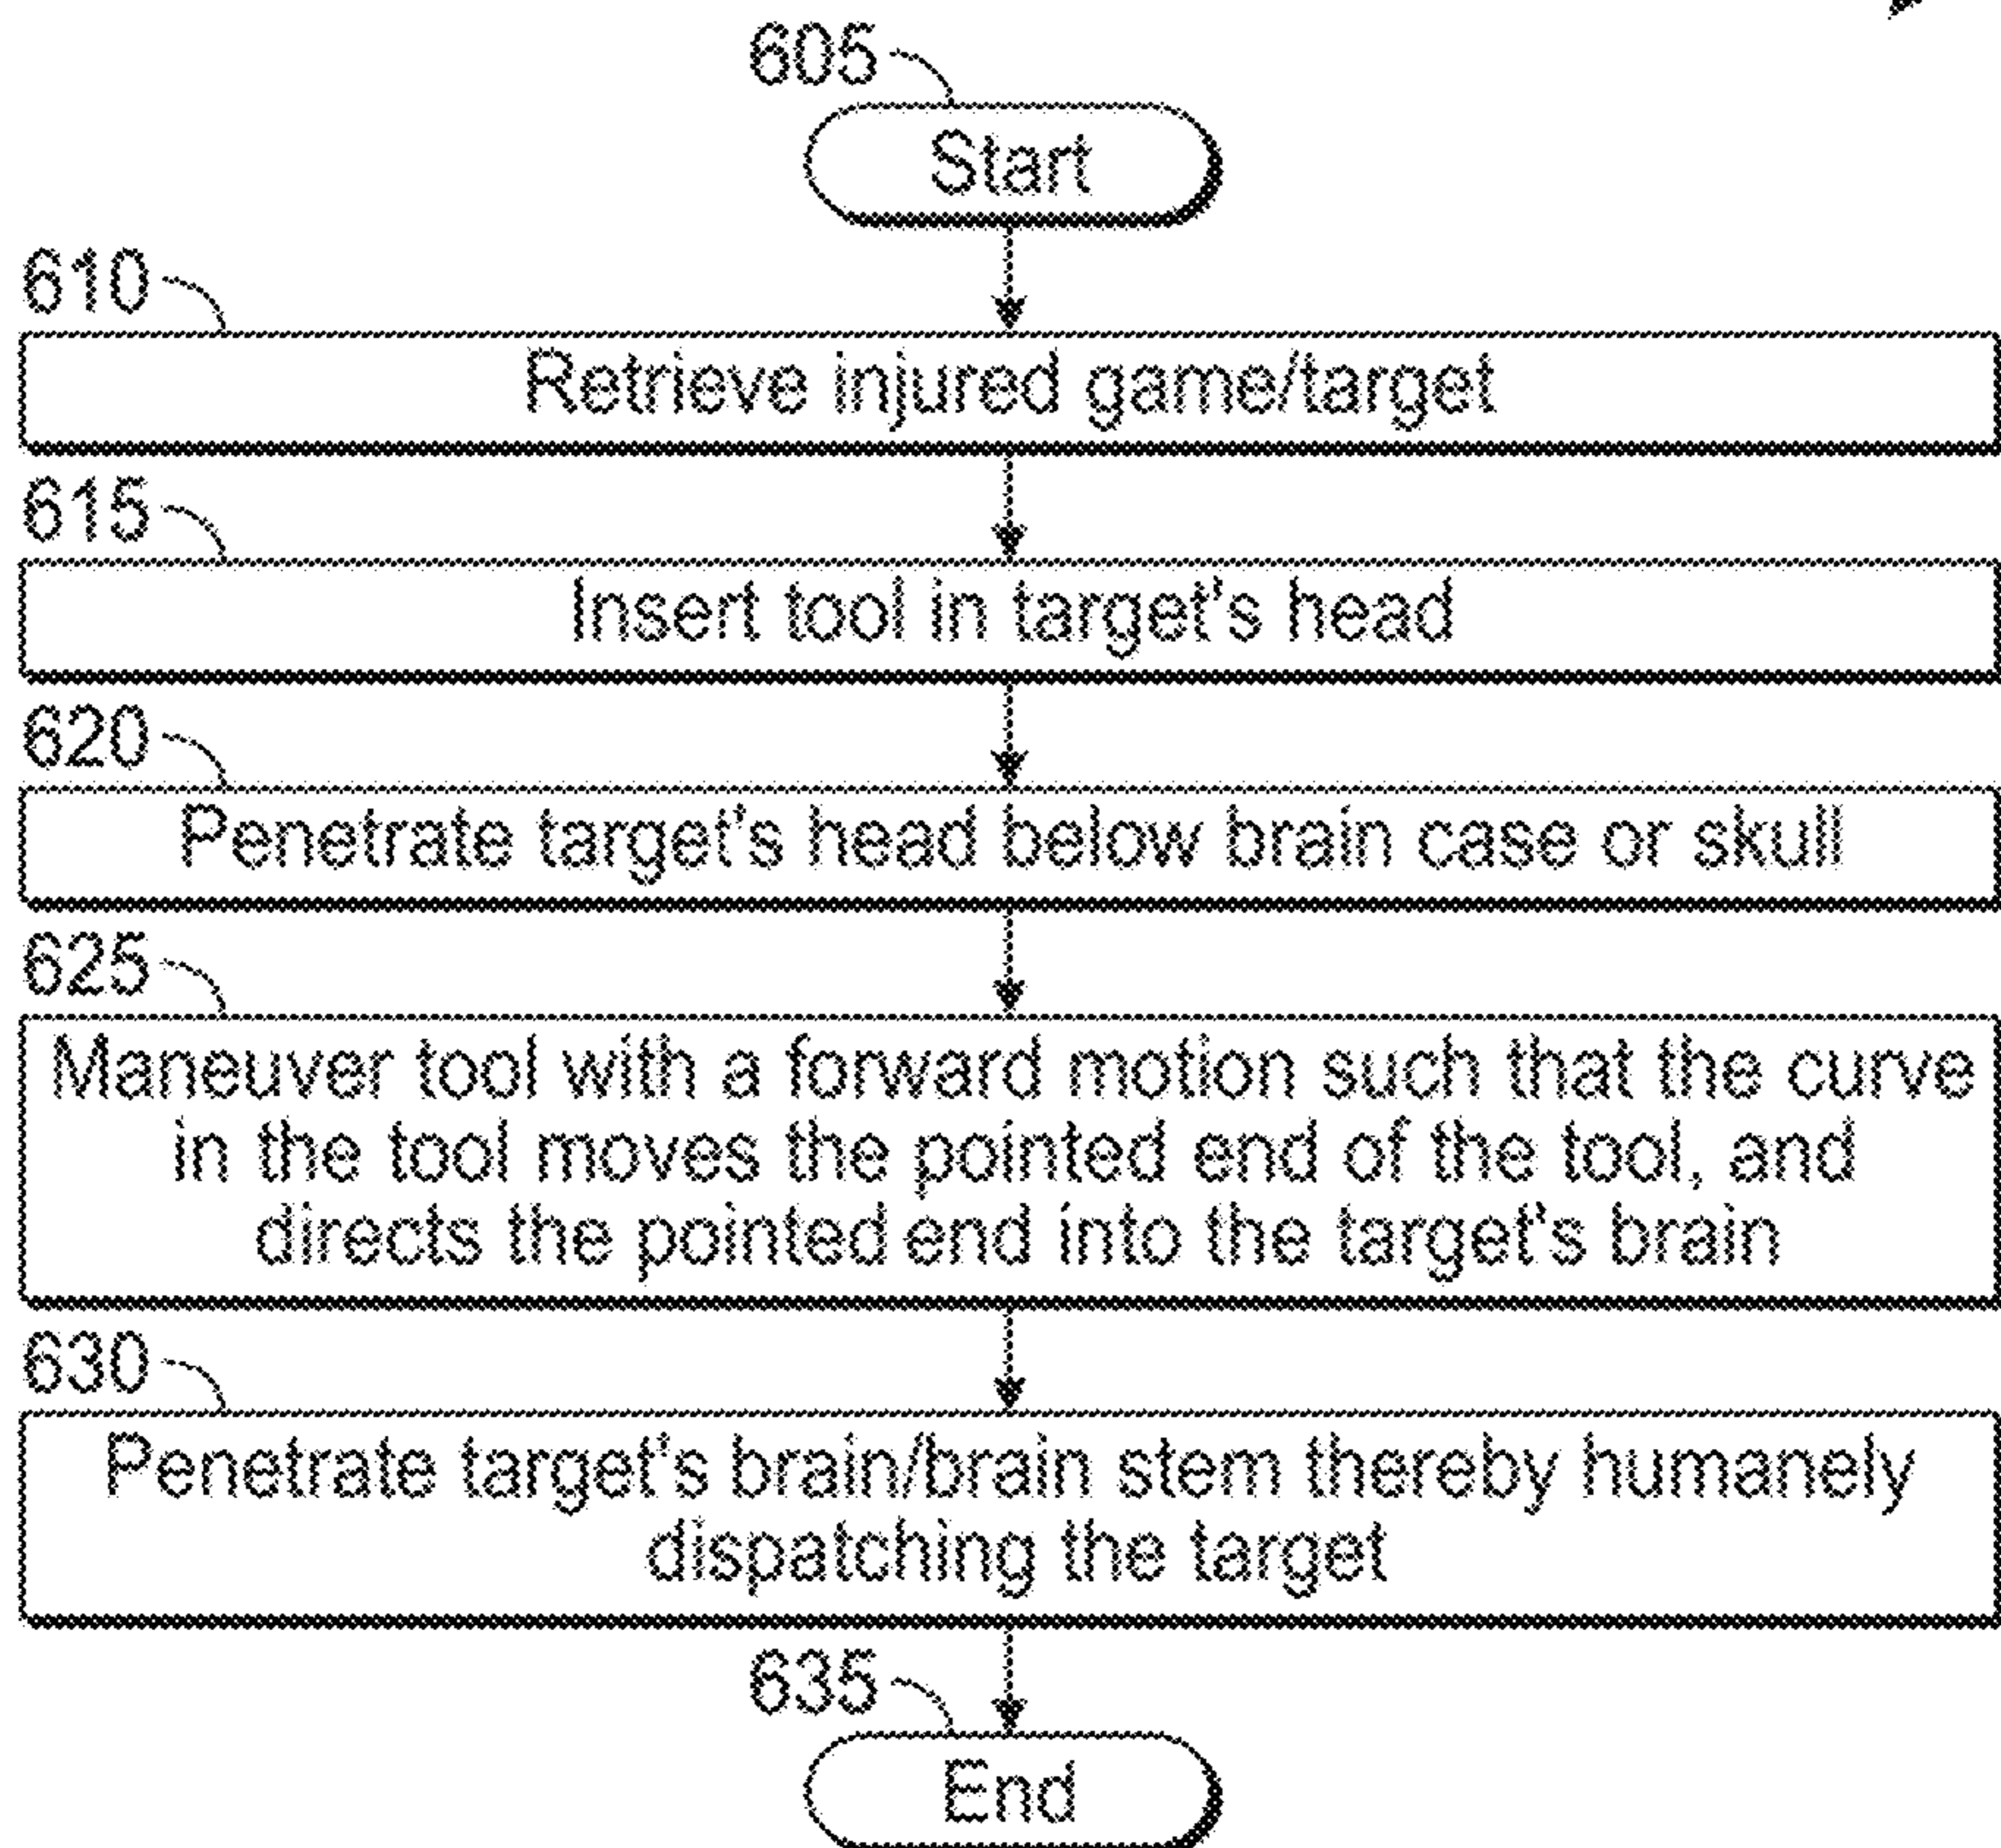 605
Start
610
Retrieve injured game/target
615
Insert tool in target's head
620
Penetrate target's head below brain case or skull
625
Maneuver tool with a forward motion such that the curve
in the tool moves the pointed end of the tool, and
directs the pointed end into the target's brain
630
Penetrate target's brain/brain stem thereby humanely
dispatching the target
635
End